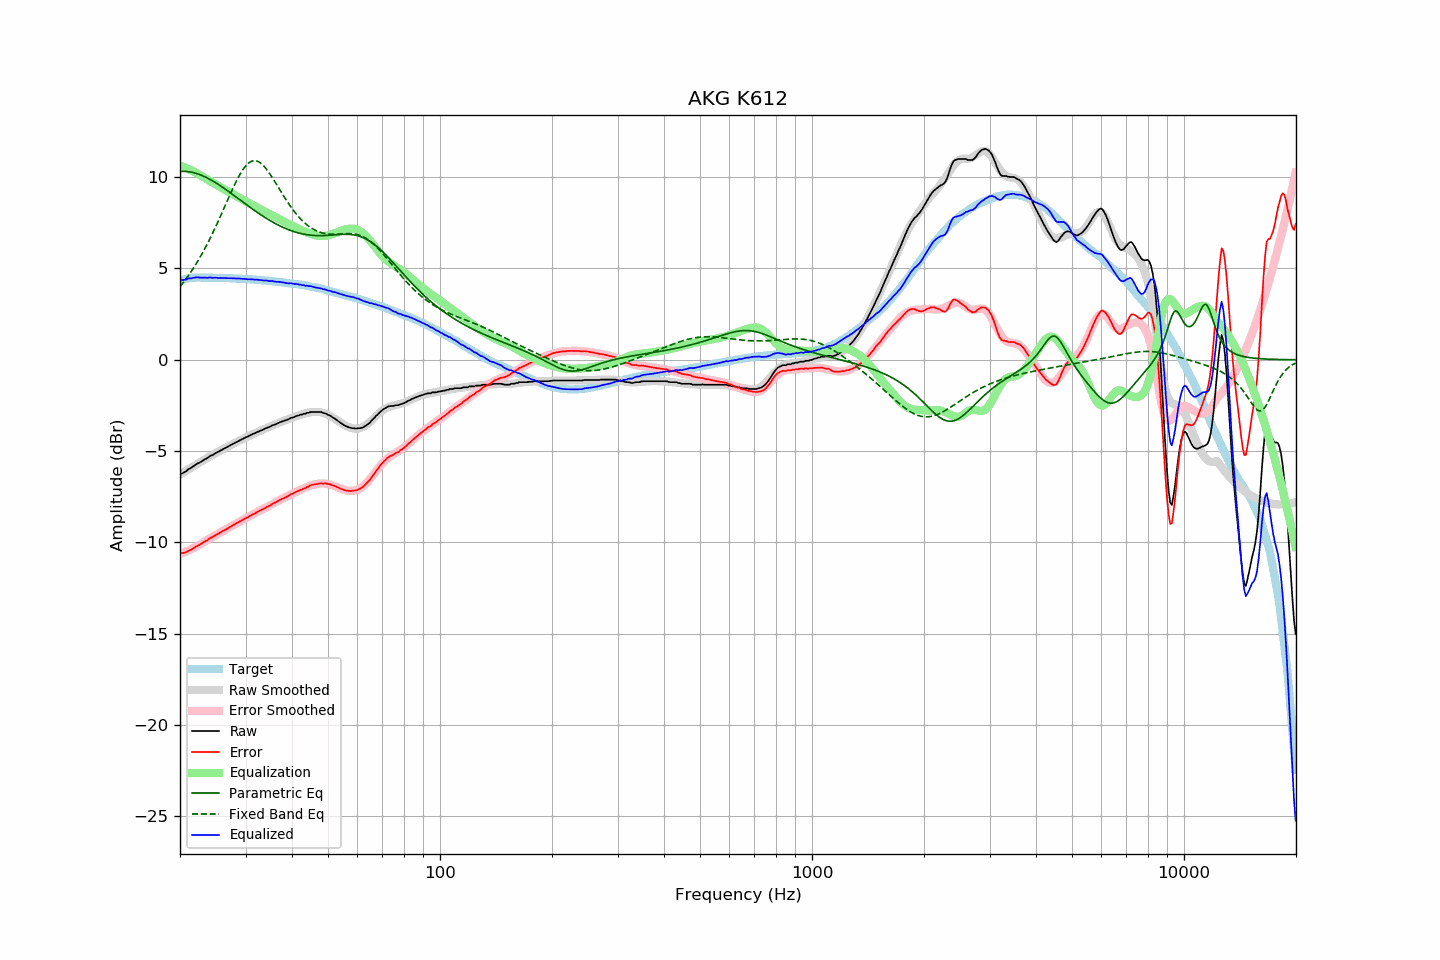 AKG K612
10
5
0
−5
−10
−15
−20
−25
Amplitude (dBr)
Target
Raw Smoothed
Error Smoothed
Raw
Error
Equalization
Parametric Eq
Fixed Band Eq
Equalized
100 1000 10000
Frequency (Hz)